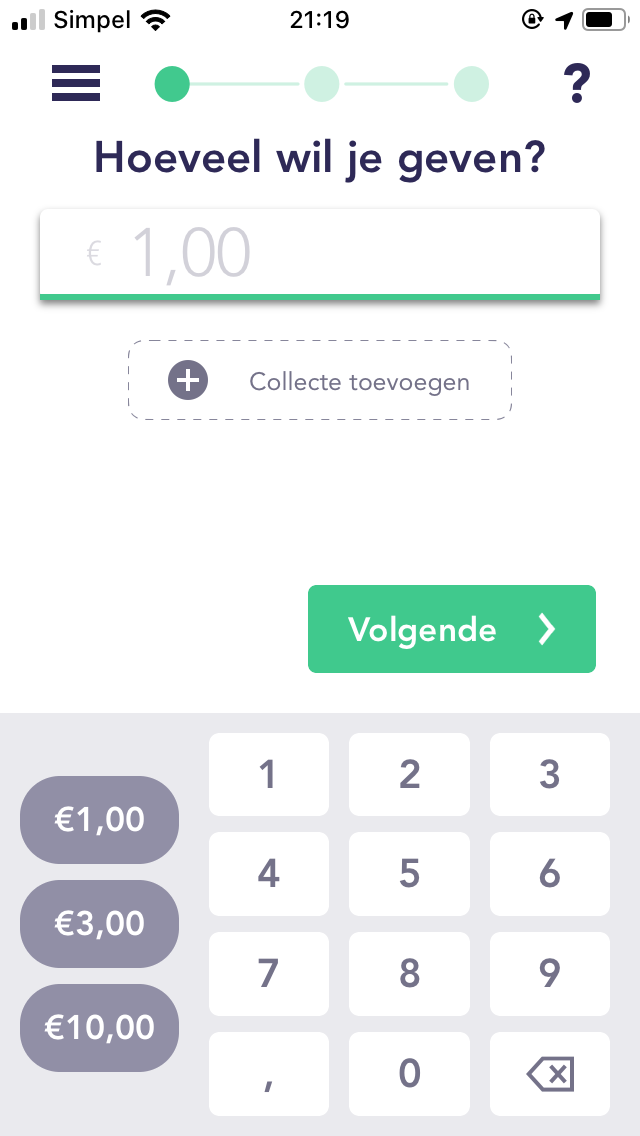 Simpel 21:19
?
Hoeveel wil je geven?
€ 1,00
Collecte toevoegen
Volgende
€1,00
€3,00
€10,00
1 2 3
4 5 6
7 8 9
, 0